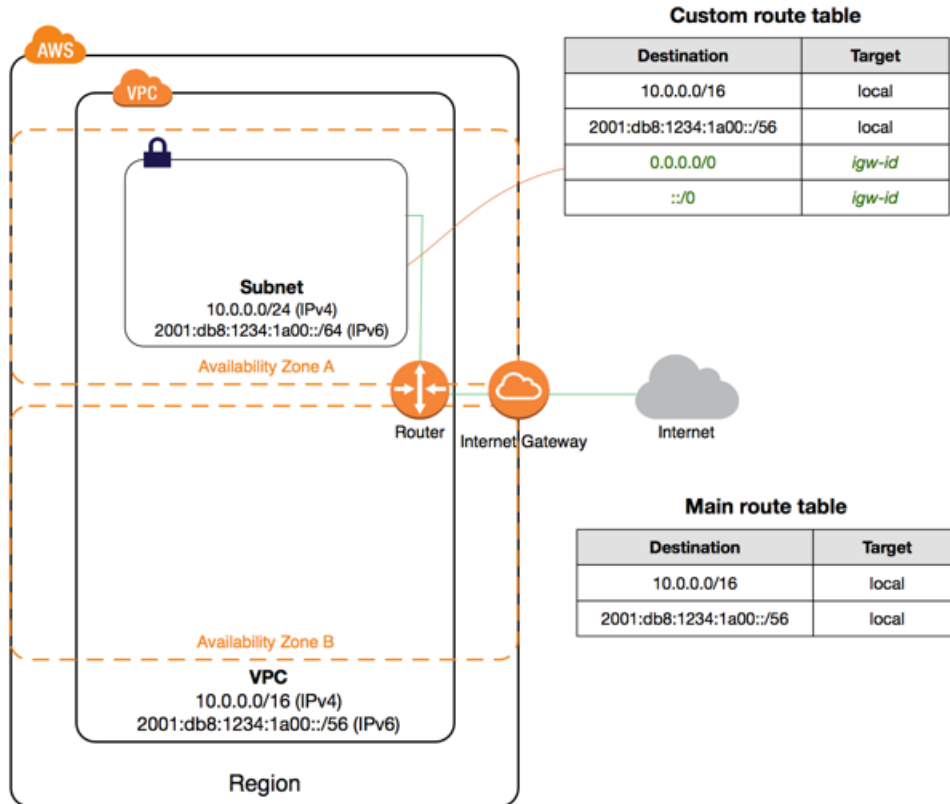 Custom route table
AWS
Destination Target
VPC
10.0.0.0/16 local
2001:db8:1234:1a00::/56 local
0.0.0.0/0 igw-id
::/0 igw-id
Subnet
10.0.0.0/24 (IPv4)
2001:db8:1234:1a00::/64 (IPv6)
Availability Zone A
Router
Internet Gateway
Internet
Main route table
Destination Target
10.0.0.0/16 local
2001:db8:1234:1a00::/56 local
Availability Zone B
VPC
10.0.0.0/16 (IPv4)
2001:db8:1234:1a00::/56 (IPv6)
Region